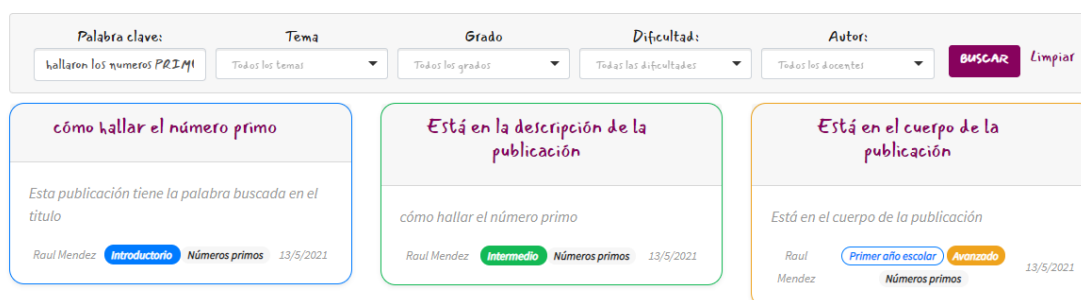 Palabra clave: Tema Grado Dificultad: Autor:
hallaron los numeros PRIM Todos los temas Todos los grados Todas las dificultades Todos los docentes BUSCAR Limpiar
cómo hallar el número primo
Esta publicación tiene la palabra buscada en el
titulo
Raul Mendez Introductorio Números primos 13/5/2021
Está en la descripción de la
publicación
cómo hallar el número primo
Raul Mendez Intermedio Números primos 13/5/2021
Está en el cuerpo de la
publicación
Está en el cuerpo de la publicación
Raul Primer año escolar Avanzado
Mendez Números primos 13/5/2021